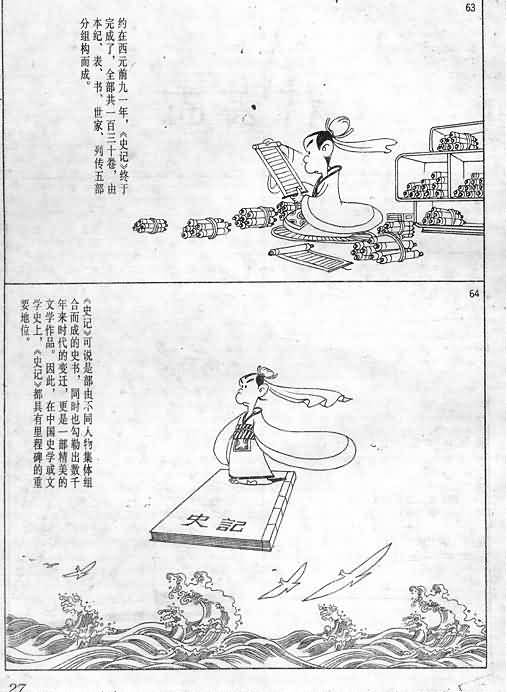 63
约在西元前九一年，《史记》终于
完成了，全部共一百三十卷，由
本纪、表、书、世家、列传五部
分组构而成。
64
《史记》可说是部由不同人物集体组
合而成的史书，同时也勾勒出数千
年来时代的变迁，更是一部精美的
文学作品。因此，在中国史学或文
学史上，《史记》都具有里程碑的重
要地位。
史記
27